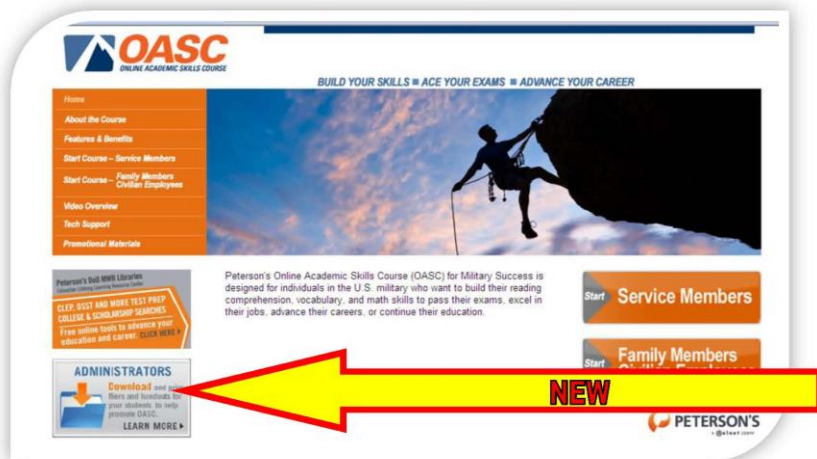 OASC
ONLINE ACADEMIC SKILLS COURSE
BUILD YOUR SKILLS ■ ACE YOUR EXAMS ■ ADVANCE YOUR CAREER
Home
About the Course
Features & Benefits
Start Course – Service Members
Start Course – Family Members
Civilian Employees
Video Overview
Tech Support
Promotional Materials
Peterson's DoD MWR Libraries
CLEP, DSST AND MORE TEST PREP
COLLEGE & SCHOLARSHIP SEARCHES
Free online tools to advance your
education and career. CLICK HERE
Peterson's Online Academic Skills Course (OASC) for Military Success is
designed for individuals in the U.S. military who want to build their reading
comprehension, vocabulary, and math skills to pass their exams, excel in
their jobs, advance their careers, or continue their education.
Start Service Members
Start Family Members
ADMINISTRATORS
Download and
fliers and handouts for
your students to help
promote OASC.
LEARN MORE
NEW
PETERSON'S